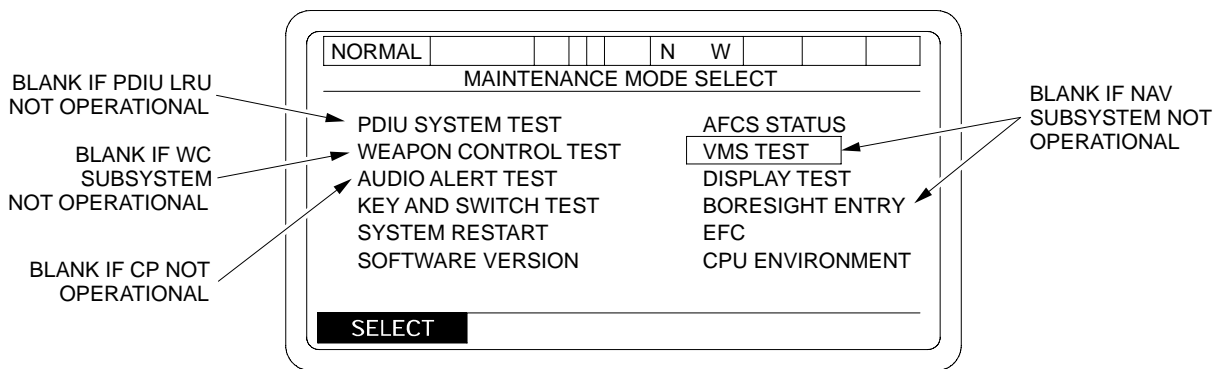 NORMAL N W
MAINTENANCE MODE SELECT
BLANK IF PDIU LRU
NOT OPERATIONAL
BLANK IF WC
SUBSYSTEM
NOT OPERATIONAL
BLANK IF CP NOT
OPERATIONAL
PDIU SYSTEM TEST
WEAPON CONTROL TEST
AUDIO ALERT TEST
KEY AND SWITCH TEST
SYSTEM RESTART
SOFTWARE VERSION
AFCS STATUS
VMS TEST
DISPLAY TEST
BORESIGHT ENTRY
EFC
CPU ENVIRONMENT
BLANK IF NAV
SUBSYSTEM NOT
OPERATIONAL
SELECT